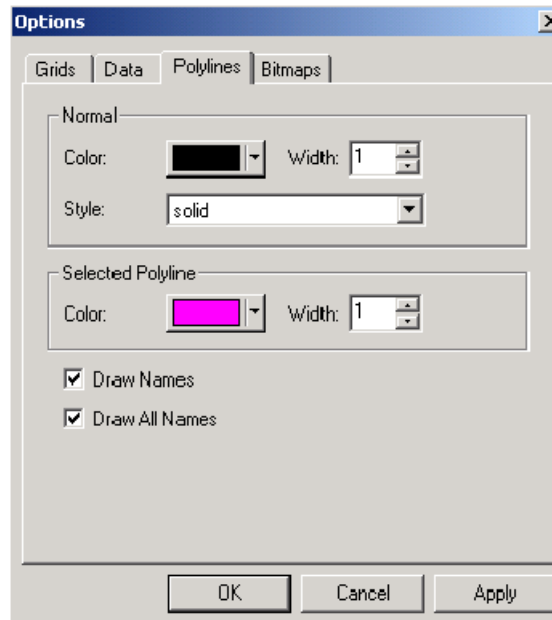 Options
Grids Data Polylines Bitmaps
Normal
Color: Width: 1
Style: solid
Selected Polyline
Color: Width: 1
Draw Names
Draw All Names
OK Cancel Apply